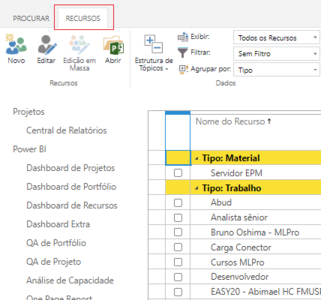 PROCURAR
RECURSOS
Novo
Editar
Edição em Massa
Abrir
Recursos
Estrutura de Tópicos
Exibir:
Todos os Recursos
Filtrar:
Sem Filtro
Agrupar por:
Tipo
Dados
Projetos
Central de Relatórios
Power BI
Dashboard de Projetos
Dashboard de Portfólio
Dashboard de Recursos
Dashboard Extra
QA de Portfólio
QA de Projeto
Análise de Capacidade
One Page Report
Nome do Recurso ↑
Tipo: Material
Servidor EPM
Tipo: Trabalho
Abud
Analista sênior
Bruno Oshima - MLPro
Carga Conector
Cursos MLPro
Desenvolvedor
EASY20 - Abimael HC FMUSP